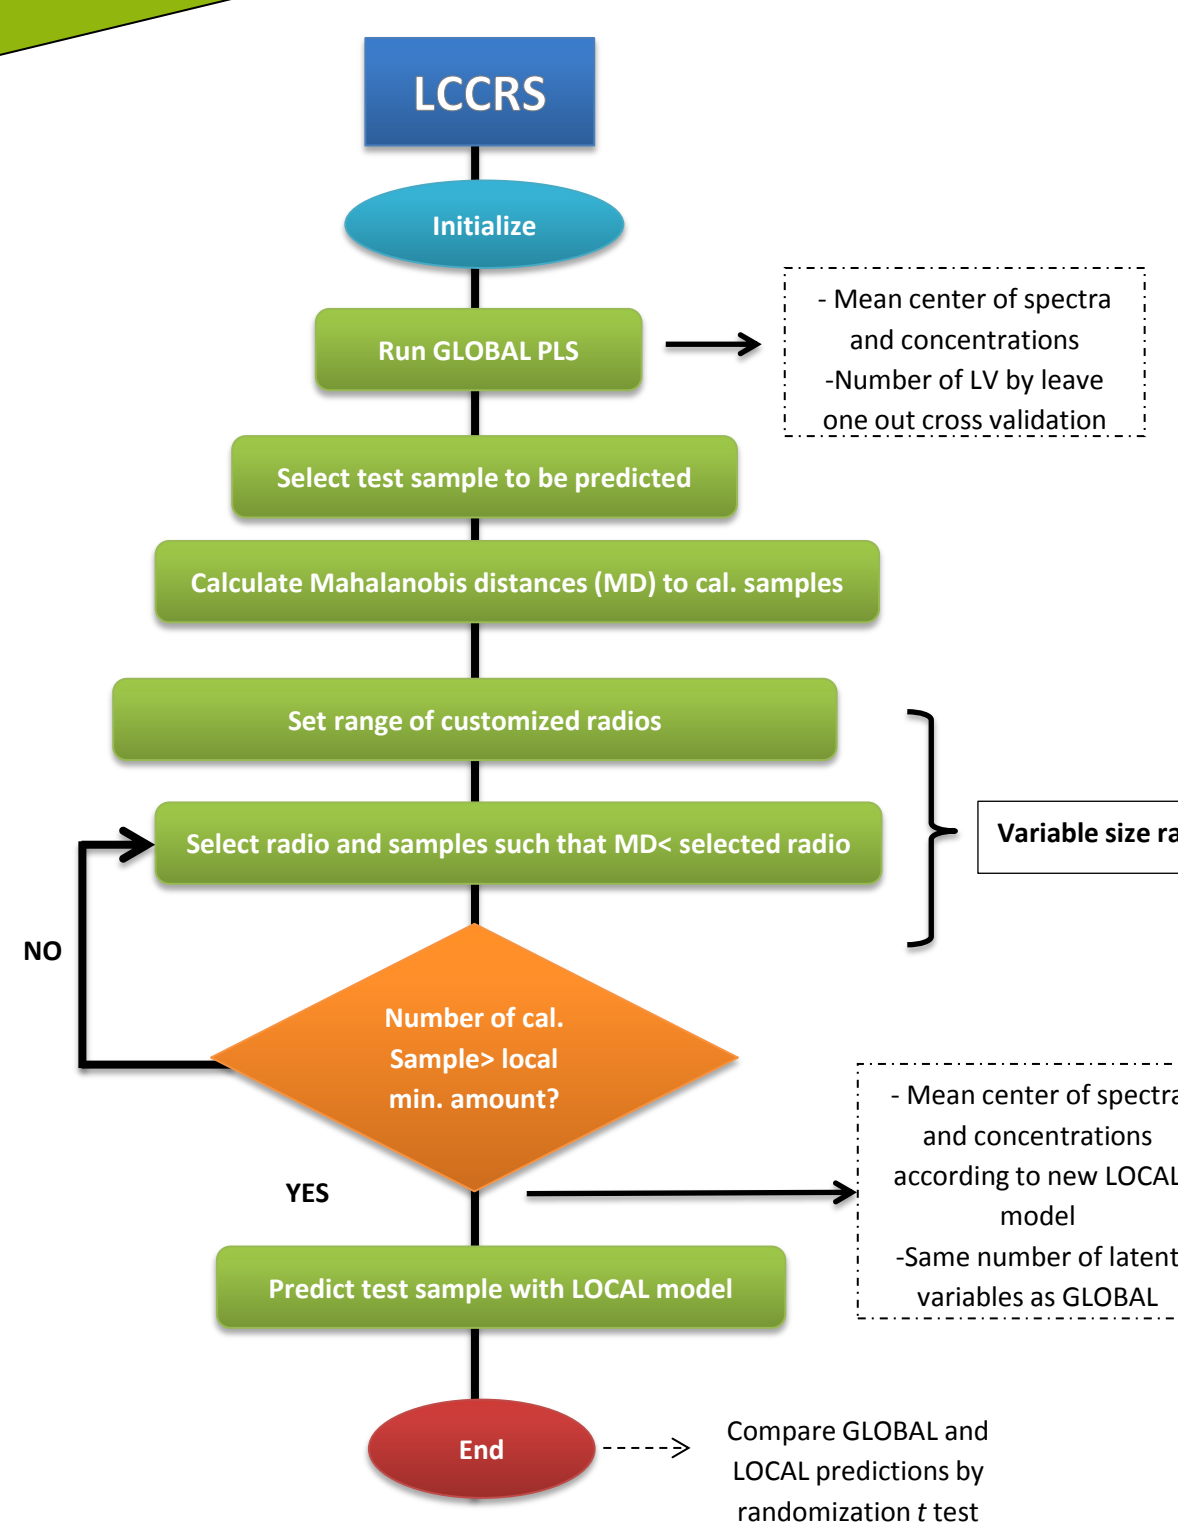 LCCRS
Initialize
- Mean center of spectra
and concentrations
-Number of LV by leave
one out cross validation
Run GLOBAL PLS
Select test sample to be predicted
Calculate Mahalanobis distances (MD) to cal. samples
Set range of customized radios
Select radio and samples such that MD< selected radio
Variable size
NO
Number of cal.
Sample> local
min. amount?
- Mean center of spectra
and concentrations
according to new LOCAL
model
-Same number of latent
variables as GLOBAL
YES
Predict test sample with LOCAL model
End
Compare GLOBAL and
LOCAL predictions by
randomization t test